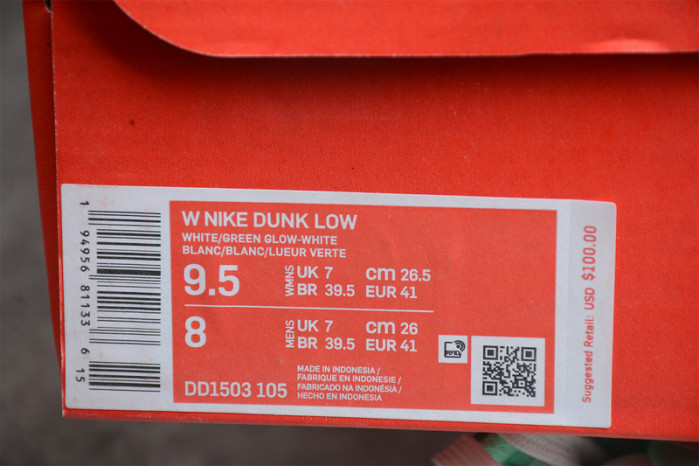 W NIKE DUNK LOW
WHITE/GREEN GLOW-WHITE
BLANC/BLANC/LUEUR VERTE
9.5 WMNS UK 7 cm 26.5
BR 39.5 EUR 41
8 MENS UK 7 cm 26
BR 39.5 EUR 41
DD1503 105
MADE IN INDONESIA /
FABRIQUE EN INDONESIE /
FABRICADO NA INDONÉSIA /
HECHO EN INDONESIA
RFID
1 94956 81133 6 15
Suggested Retail: USD $100.00